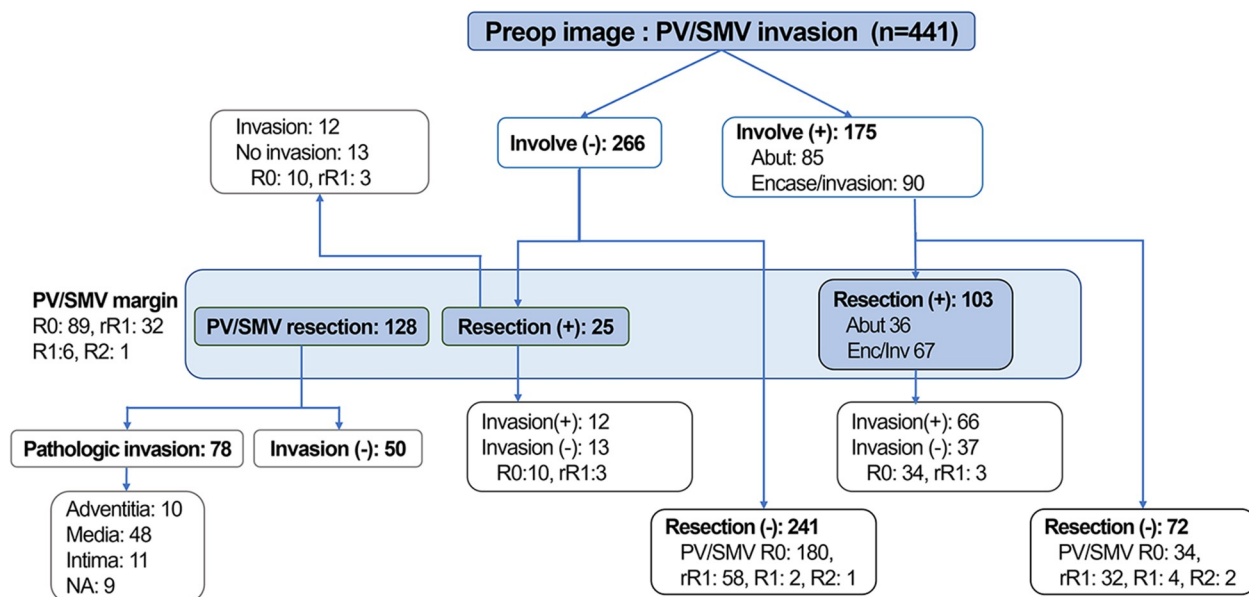 Preop image : PV/SMV invasion (n=441)
Invasion: 12
No invasion: 13
R0: 10, rR1: 3
Involve (-): 266
Involve (+): 175
Abut: 85
Encase/invasion: 90
PV/SMV margin
R0: 89, rR1: 32
R1:6, R2: 1
PV/SMV resection: 128
Resection (+): 25
Resection (+): 103
Abut 36
Enc/Inv 67
Pathologic invasion: 78
Invasion (-): 50
Invasion(+): 12
Invasion (-): 13
R0:10, rR1:3
Invasion(+): 66
Invasion (-): 37
R0: 34, rR1: 3
Adventitia: 10
Media: 48
Intima: 11
NA: 9
Resection (-): 241
PV/SMV R0: 180,
rR1: 58, R1: 2, R2: 1
Resection (-): 72
PV/SMV R0: 34,
rR1: 32, R1: 4, R2: 2